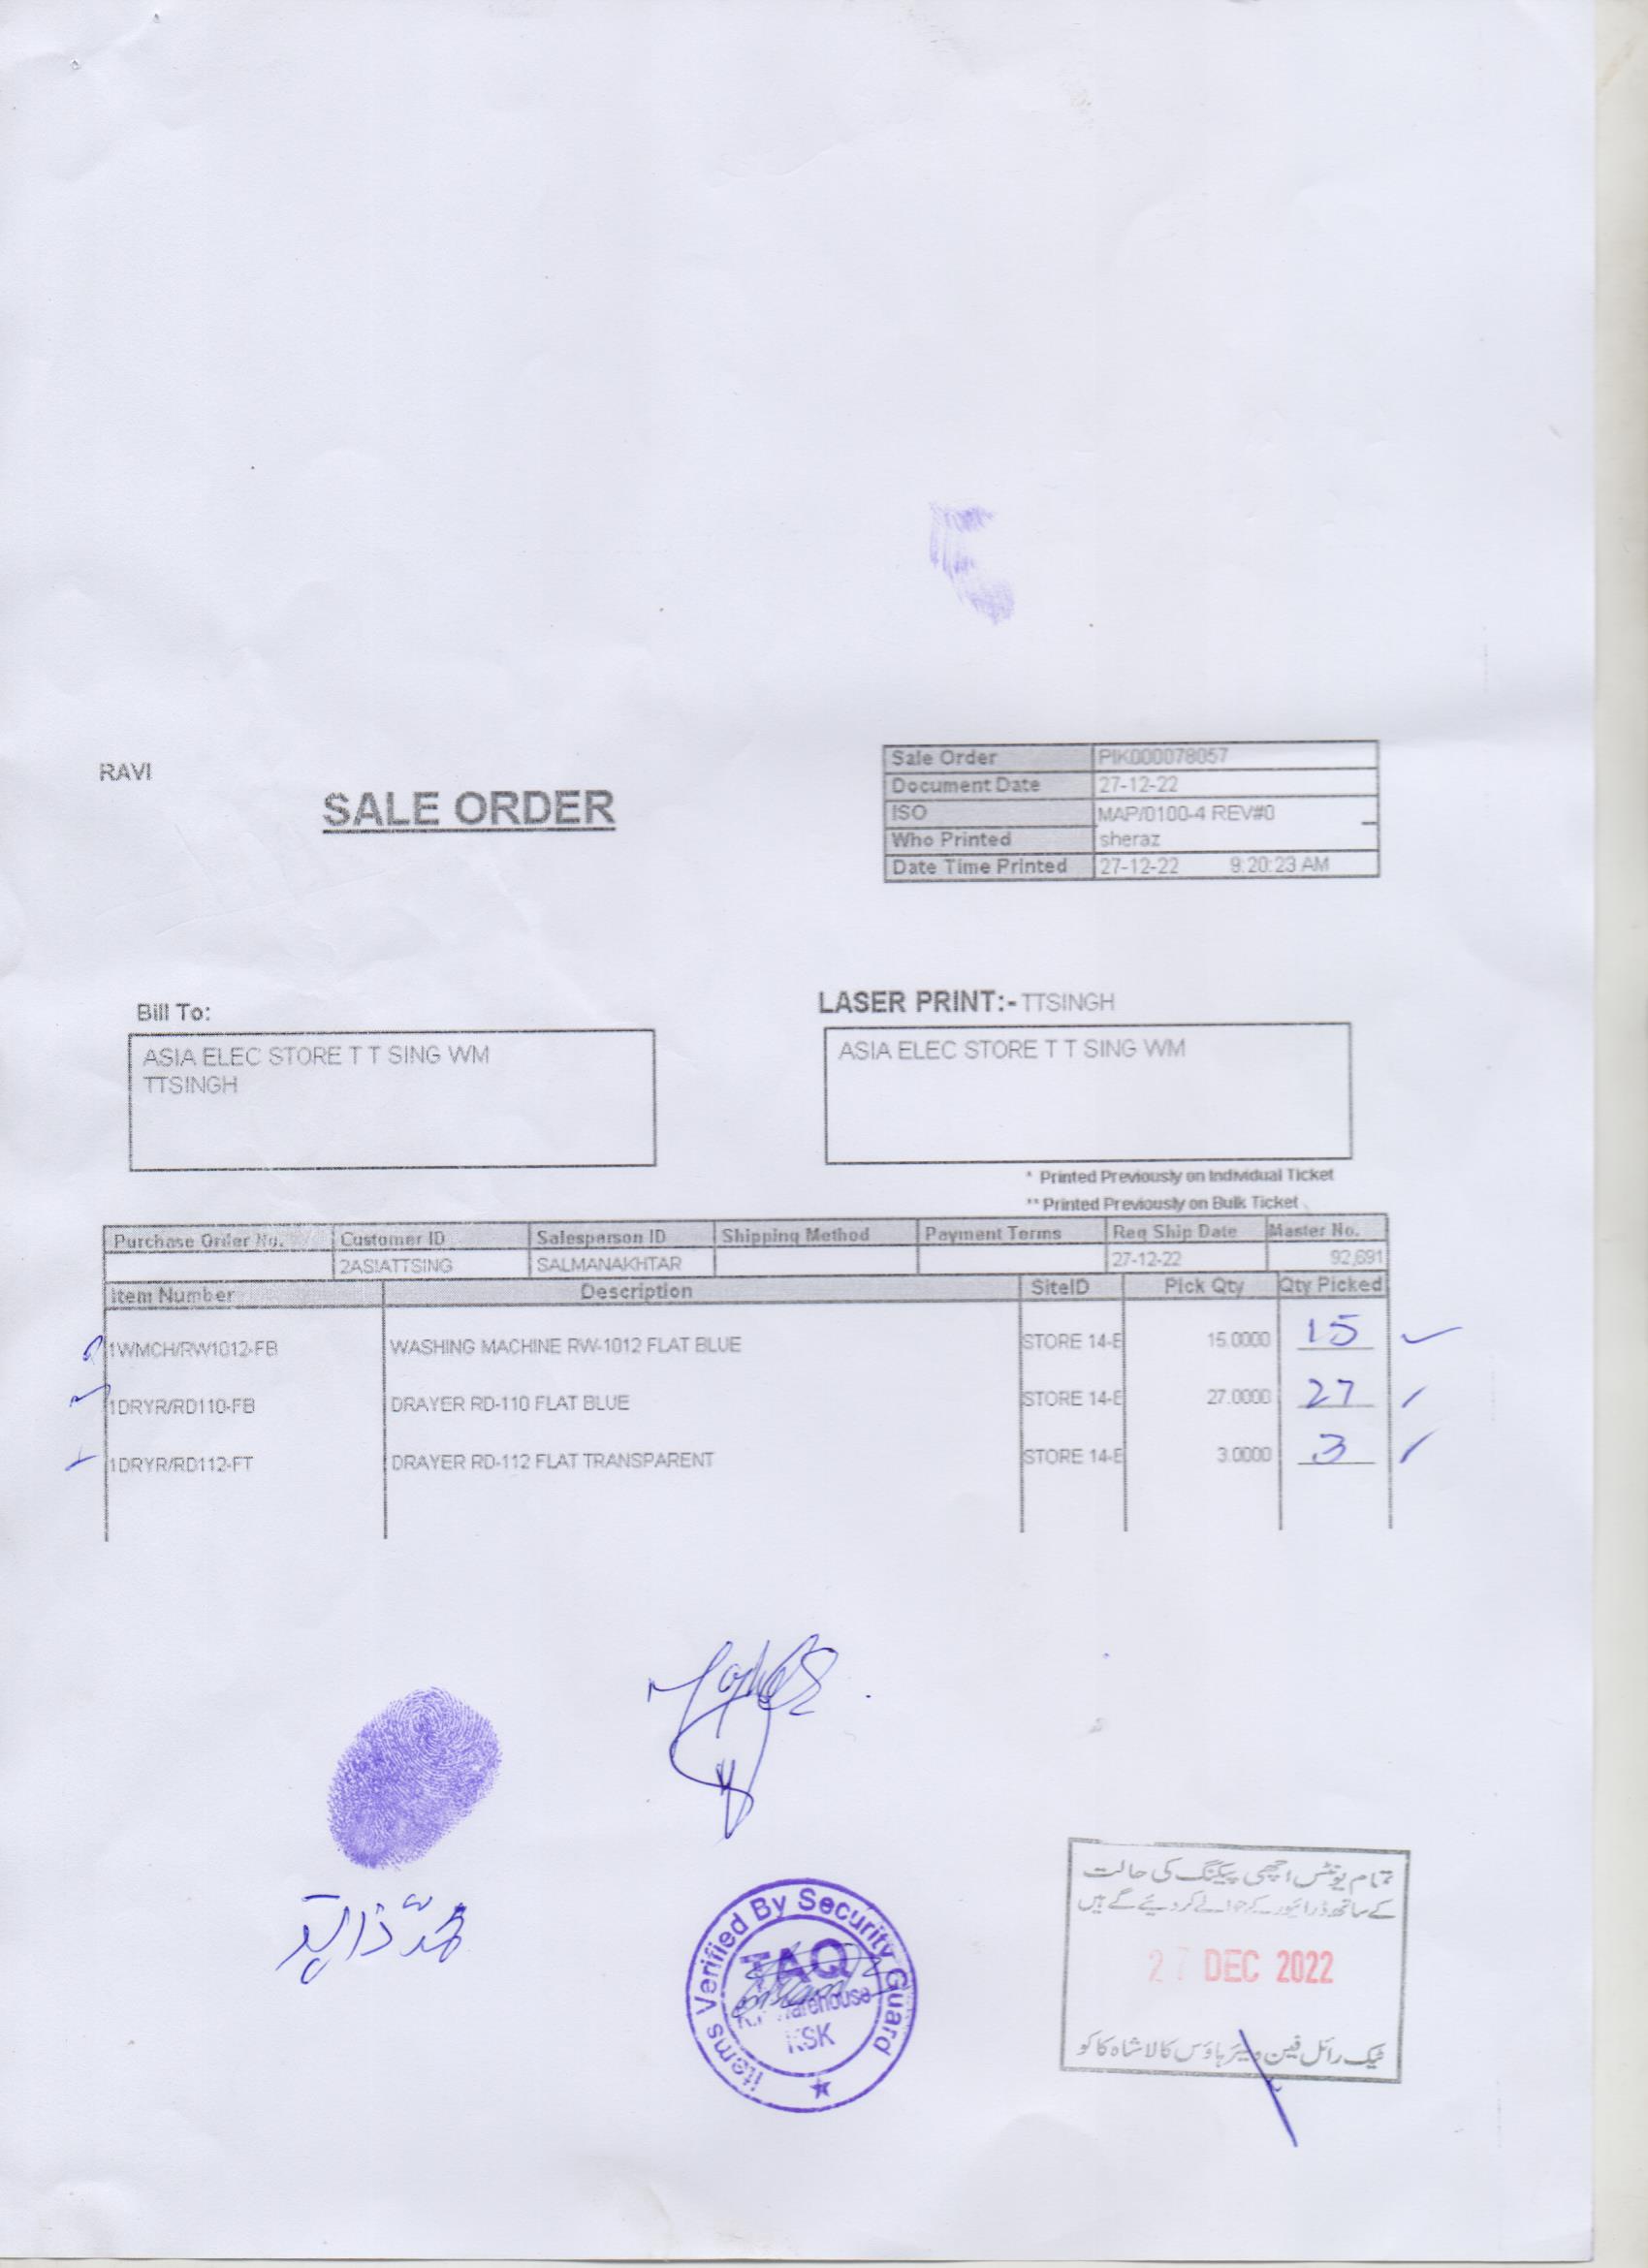 RAVI
SALE ORDER
Sale Order PIK000078057
Document Date 27-12-22
ISO MAP/0100-4 REV#0
Who Printed sheraz
Date Time Printed 27-12-22 9:20:23 AM
Bill To:
ASIA ELEC STORE T T SING WM
TTSINGH
LASER PRINT:- TTSINGH
ASIA ELEC STORE T T SING WM
* Printed Previously on Individual Ticket
** Printed Previously on Bulk Ticket
Purchase Order No. Customer ID Salesperson ID Shipping Method Payment Terms Req Ship Date Master No.
2ASIATTSING SALMANAKHTAR 27-12-22 92,691
Item Number Description SiteID Pick Qty Qty Picked
1WMCH/RW1012-FB WASHING MACHINE RW-1012 FLAT BLUE STORE 14-E 15.0000 15
1DRYR/RD110-FB DRAYER RD-110 FLAT BLUE STORE 14-E 27.0000 27
1DRYR/RD112-FT DRAYER RD-112 FLAT TRANSPARENT STORE 14-E 3.0000 3
Items Verified By Security Guard
TAQ
Warehouse
KSK
تمام یونٹس اچھی پیکنگ کی حالت
کے ساتھ ڈرائیور کے حوالے کر دیئے گے ہیں
27 DEC 2022
ٹیک رائل فین ویئر ہاؤس کالا شاہ کاکو